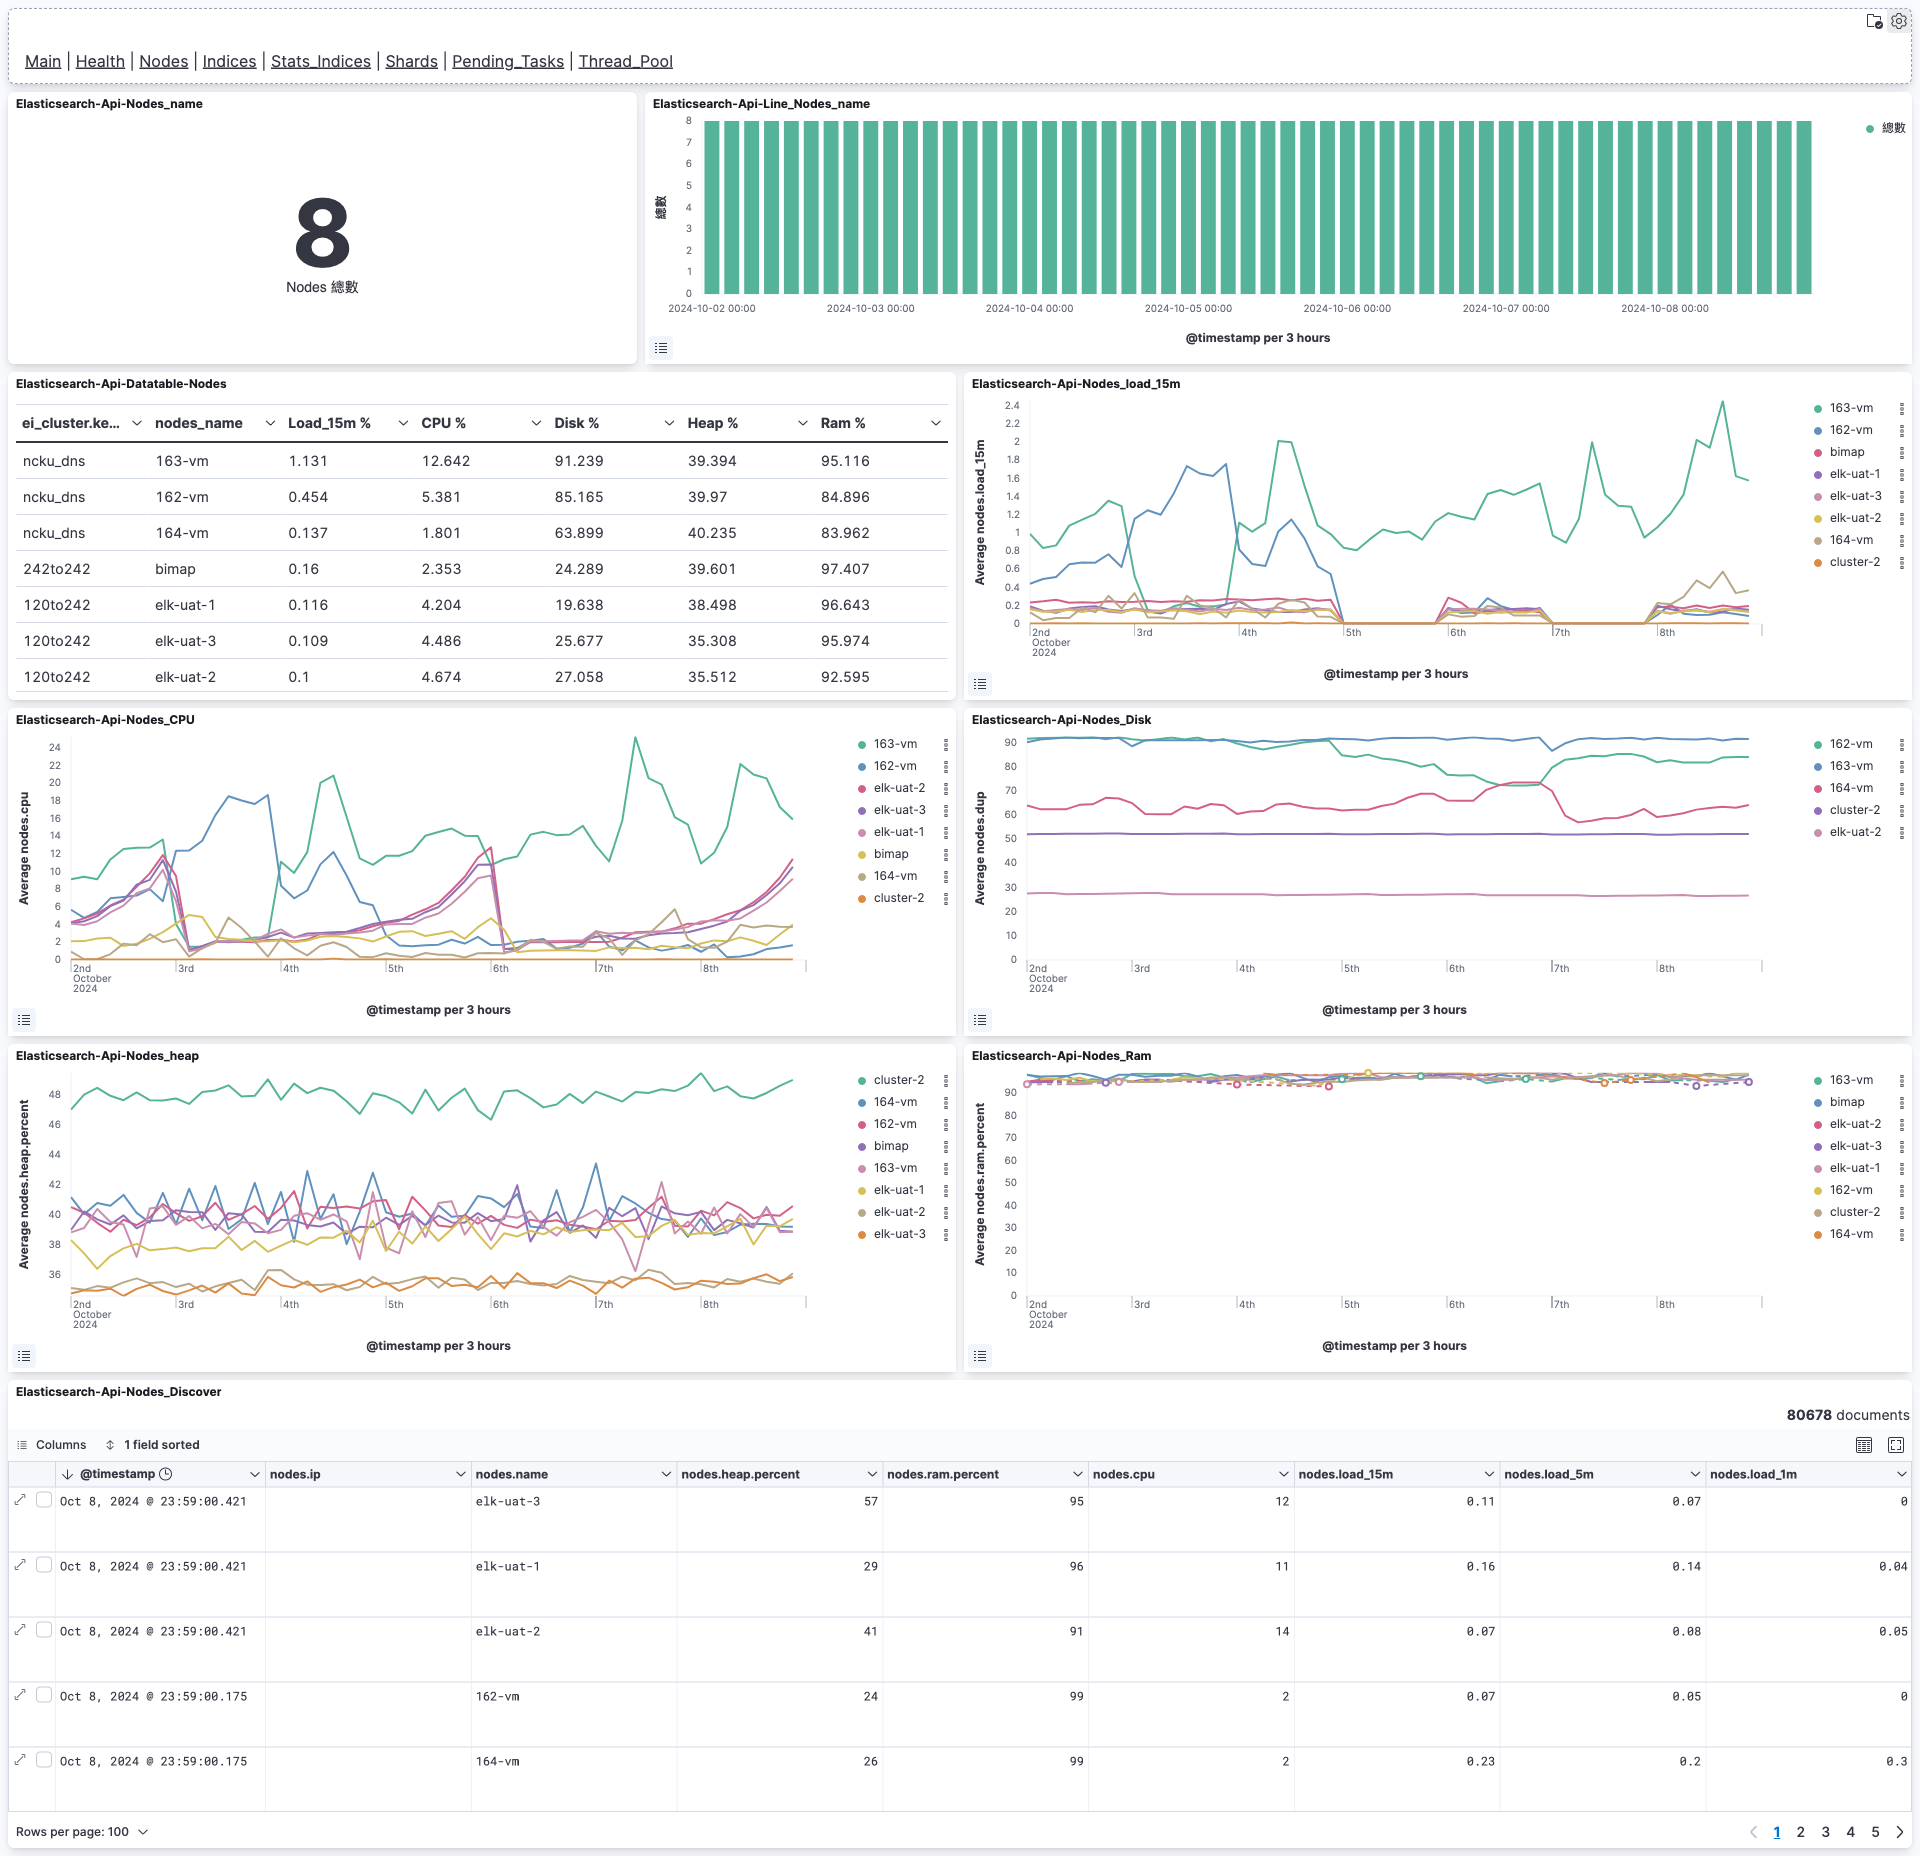 Main | Health | Nodes | Indices | Stats_Indices | Shards | Pending_Tasks | Thread_Pool
Elasticsearch-Api-Nodes_name
8
Nodes 總數
Elasticsearch-Api-Line_Nodes_name
8
7
6
5
4
3
2
1
0
總數
2024-10-02 00:00 2024-10-03 00:00 2024-10-04 00:00 2024-10-05 00:00 2024-10-06 00:00 2024-10-07 00:00 2024-10-08 00:00
@timestamp per 3 hours
總數
Elasticsearch-Api-Datatable-Nodes
ei_cluster.ke... nodes_name Load_15m % CPU % Disk % Heap % Ram %
ncku_dns 163-vm 1.131 12.642 91.239 39.394 95.116
ncku_dns 162-vm 0.454 5.381 85.165 39.97 84.896
ncku_dns 164-vm 0.137 1.801 63.899 40.235 83.962
242to242 bimap 0.16 2.353 24.289 39.601 97.407
120to242 elk-uat-1 0.116 4.204 19.638 38.498 96.643
120to242 elk-uat-3 0.109 4.486 25.677 35.308 95.974
120to242 elk-uat-2 0.1 4.674 27.058 35.512 92.595
Elasticsearch-Api-Nodes_load_15m
2.4
2.2
2
1.8
1.6
1.4
1.2
1
0.8
0.6
0.4
0.2
0
Average nodes.load_15m
2nd 3rd 4th 5th 6th 7th 8th
October
2024
@timestamp per 3 hours
163-vm
162-vm
bimap
elk-uat-1
elk-uat-3
elk-uat-2
164-vm
cluster-2
Elasticsearch-Api-Nodes_CPU
24
22
20
18
16
14
12
10
8
6
4
2
0
Average nodes.cpu
2nd 3rd 4th 5th 6th 7th 8th
October
2024
@timestamp per 3 hours
163-vm
162-vm
elk-uat-2
elk-uat-3
elk-uat-1
bimap
164-vm
cluster-2
Elasticsearch-Api-Nodes_Disk
90
80
70
60
50
40
30
20
10
0
Average nodes.dup
2nd 3rd 4th 5th 6th 7th 8th
October
2024
@timestamp per 3 hours
162-vm
163-vm
164-vm
cluster-2
elk-uat-2
Elasticsearch-Api-Nodes_heap
48
46
44
42
40
38
36
Average nodes.heap.percent
2nd 3rd 4th 5th 6th 7th 8th
October
2024
@timestamp per 3 hours
cluster-2
164-vm
162-vm
bimap
163-vm
elk-uat-1
elk-uat-2
elk-uat-3
Elasticsearch-Api-Nodes_Ram
90
80
70
60
50
40
30
20
10
0
Average nodes.ram.percent
2nd 3rd 4th 5th 6th 7th 8th
October
2024
@timestamp per 3 hours
163-vm
bimap
elk-uat-2
elk-uat-3
elk-uat-1
162-vm
cluster-2
164-vm
Elasticsearch-Api-Nodes_Discover
80678 documents
Columns 1 field sorted
@timestamp nodes.ip nodes.name nodes.heap.percent nodes.ram.percent nodes.cpu nodes.load_15m nodes.load_5m nodes.load_1m
Oct 8, 2024 @ 23:59:00.421 elk-uat-3 57 95 12 0.11 0.07 0
Oct 8, 2024 @ 23:59:00.421 elk-uat-1 29 96 11 0.16 0.14 0.04
Oct 8, 2024 @ 23:59:00.421 elk-uat-2 41 91 14 0.07 0.08 0.05
Oct 8, 2024 @ 23:59:00.175 162-vm 24 99 2 0.07 0.05 0
Oct 8, 2024 @ 23:59:00.175 164-vm 26 99 2 0.23 0.2 0.3
Rows per page: 100 1 2 3 4 5